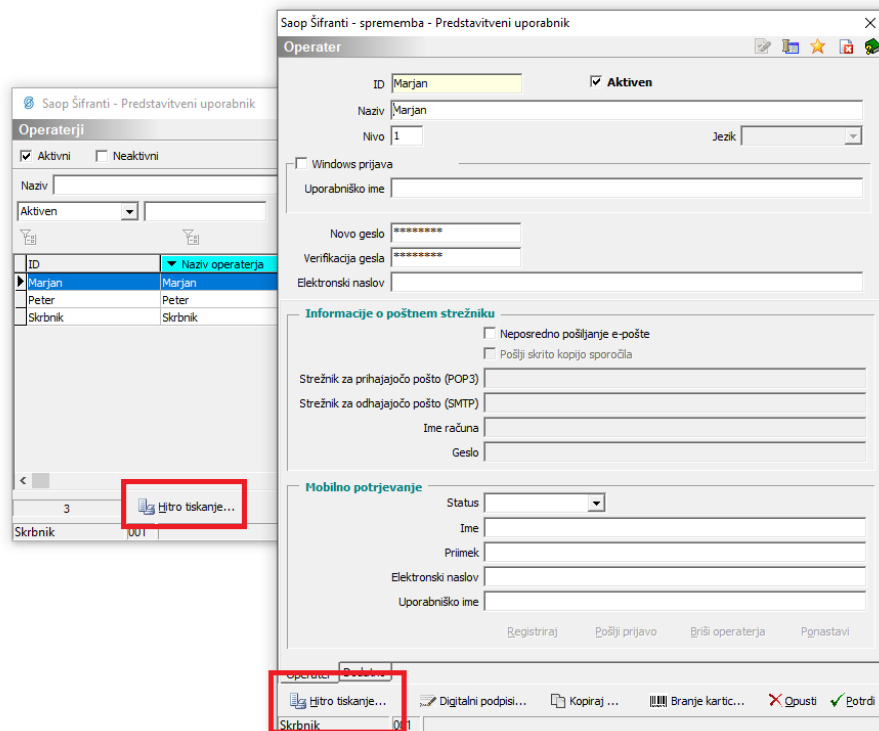 Saop Šifranti - Predstavitveni uporabnik
Operaterji
Aktivni Neaktivni
Naziv
Aktiven
ID Naziv operaterja
Marjan Marjan
Peter Peter
Skrbnik Skrbnik
3 Hitro tiskanje...
Skrbnik 001
Saop Šifranti - sprememba - Predstavitveni uporabnik
Operater
ID Marjan Aktiven
Naziv Marjan
Nivo 1 Jezik
Windows prijava
Uporabniško ime
Novo geslo ********
Verifikacija gesla ********
Elektronski naslov
Informacije o poštnem strežniku
Neposredno pošiljanje e-pošte
Pošlji skrito kopijo sporočila
Strežnik za prihajajočo pošto (POP3)
Strežnik za odhajajočo pošto (SMTP)
Ime računa
Geslo
Mobilno potrjevanje
Status
Ime
Priimek
Elektronski naslov
Uporabniško ime
Registriraj Pošlji prijavo Briši operaterja Ponastavi
Operater Dodatno
Hitro tiskanje... Digitalni podpisi... Kopiraj ... Branje kartic... Opusti Potrdi
Skrbnik 001